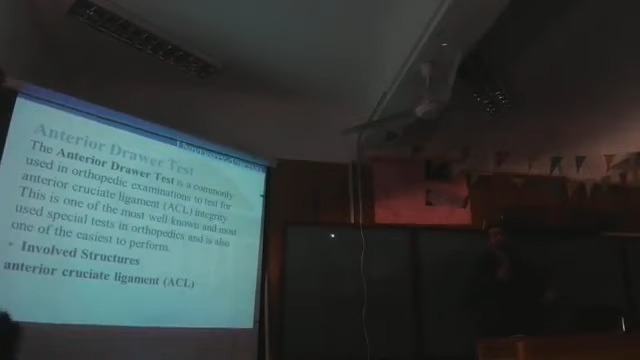 Anterior Drawer Test
The Anterior Drawer Test is a commonly
used in orthopedic examinations to test for
anterior cruciate ligament (ACL) integrity.
This is one of the most well known and most
used special tests in orthopedics and is also
one of the easiest to perform.
• Involved Structures
anterior cruciate ligament (ACL)